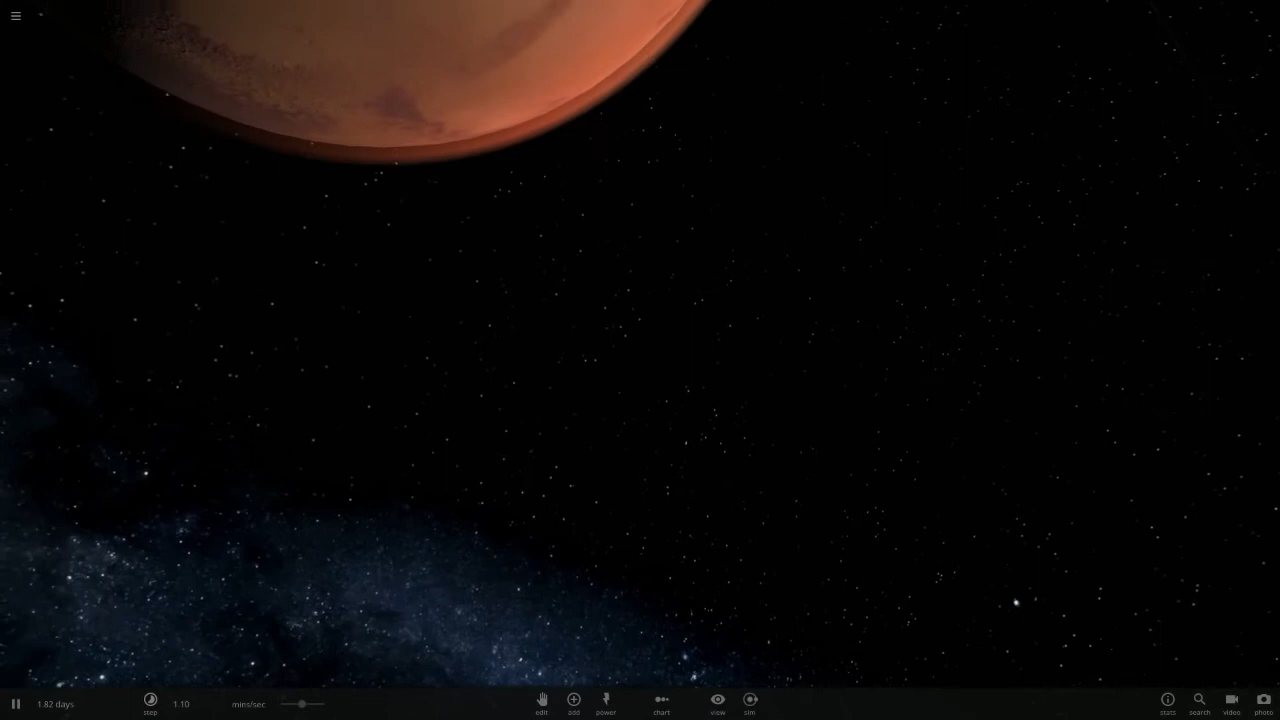 1.82 days
step
1.10
mins/sec
edit
add
power
chart
view
sim
stats
search
video
photo